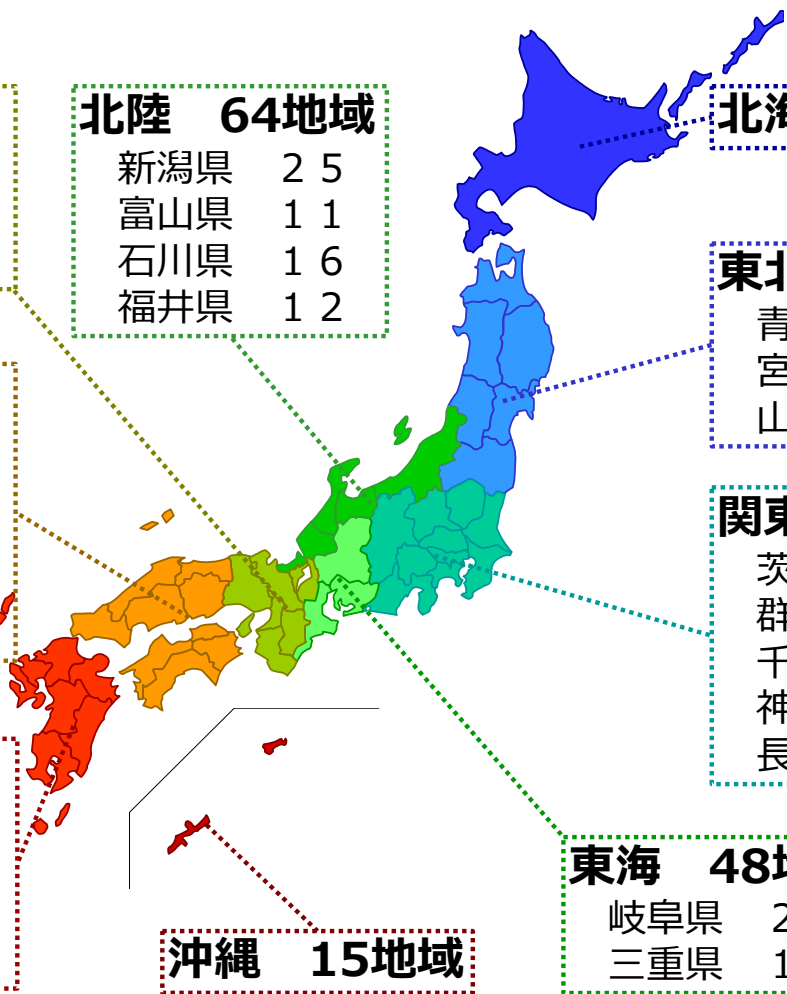 北陸　64地域
新潟県　２５
富山県　１１
石川県　１６
福井県　１２
北海
東北
青
宮
山
関東
茨
群
千
神
長
東海　48地
岐阜県　2
三重県　1
沖縄　15地域